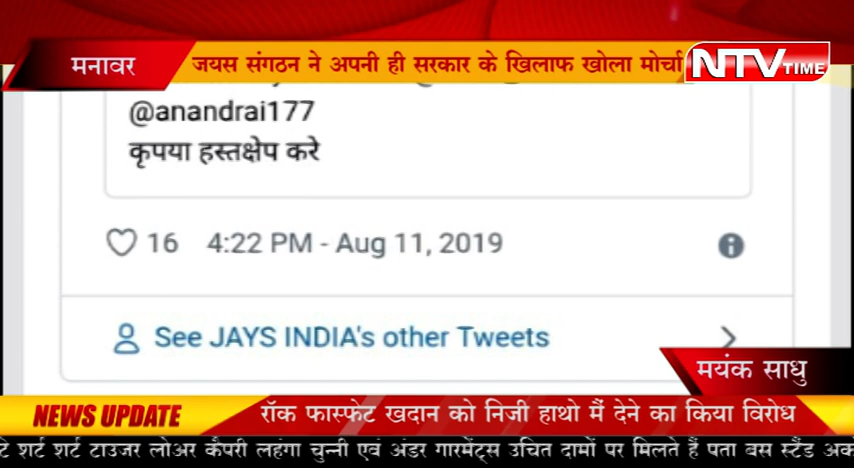 मनावर
जयस संगठन ने अपनी ही सरकार के खिलाफ खोला मोर्चा
NTV TIME
@anandrai177
कृपया हस्तक्षेप करे
16 4:22 PM - Aug 11, 2019
See JAYS INDIA's other Tweets
मयंक साधु
NEWS UPDATE
रॉक फास्फेट खदान को निजी हाथो मैं देने का किया विरोध
शर्ट शर्ट टाउजर लोअर कैपरी लहंगा चुन्नी एवं अंडर गारमेंट्स उचित दामों पर मिलते हैं पता बस स्टैंड